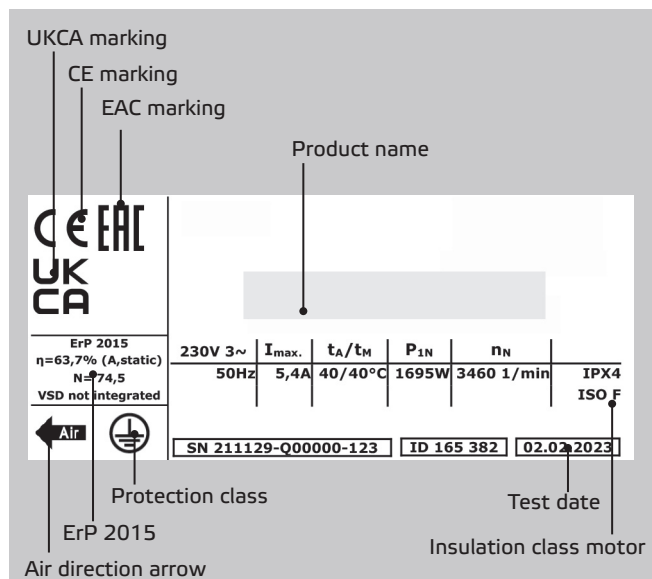 UKCA marking
CE marking
EAC marking
Product name
CE EAC
UK
CA
ErP 2015
η=63,7% (A,static)
N= 74,5
VSD not integrated
230V 3~ Imax. tA/tM P1N nN
50Hz 5,4A 40/40°C 1695W 3460 1/min IPX4
ISO F
Air
SN 211129-Q00000-123 ID 165 382 02.02.2023
Protection class
Test date
ErP 2015
Insulation class motor
Air direction arrow